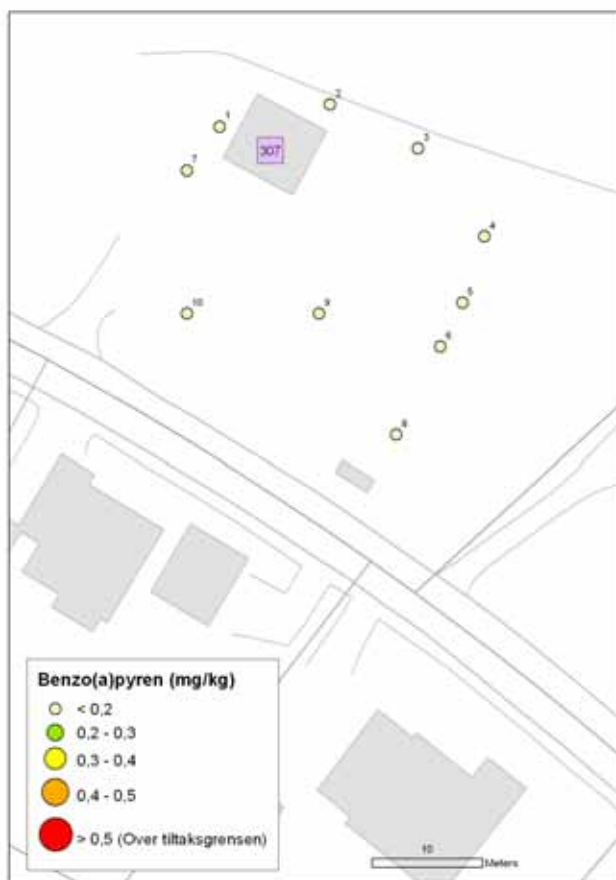 2
1
3
307
7
4
5
10
9
6
8
Benzo(a)pyren (mg/kg)
< 0,2
0,2 - 0,3
0,3 - 0,4
0,4 - 0,5
> 0,5 (Over tiltaksgrensen)
10
Meters